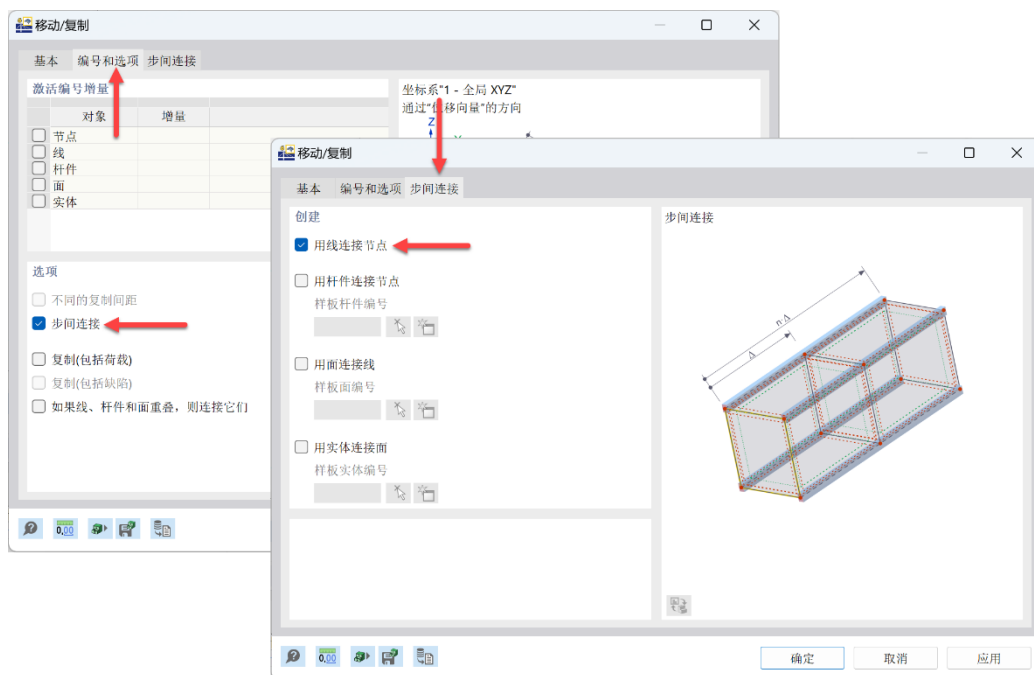 移动/复制
基本 编号和选项 步间连接
激活编号增量
对象 增量
节点
线
杆件
面
实体
选项
不同的复制间距
步间连接
复制(包括荷载)
复制(包括缺陷)
如果线、杆件和面重叠，则连接它们
坐标系"1 - 全局 XYZ"
通过"位移向量"的方向
Z
0,00
移动/复制
基本 编号和选项 步间连接
创建
用线连接节点
用杆件连接节点
样板杆件编号
用面连接线
样板面编号
用实体连接面
样板实体编号
步间连接
n·Δ
Δ
0,00
确定 取消 应用